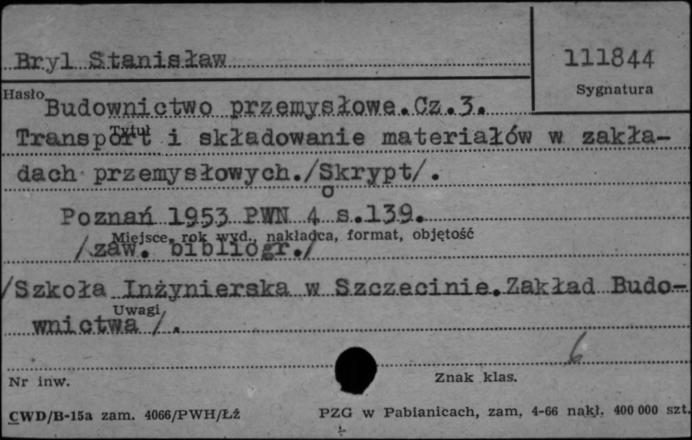 Bryl Stanisław
111844
Hasło
Sygnatura
Budownictwo przemysłowe.Cz.3.
Tytuł
Transport i składowanie materiałów w zakła-
dach przemysłowych./Skrypt/.
Poznań 1953 PWN 4° s.139.
Miejsce, rok wyd., nakładca, format, objętość
/zaw. bibliogr./
/Szkoła Inżynierska w Szczecinie.Zakład Budo-
Uwagi
wnictwa/.
6
Nr inw.
Znak klas.
CWD/B-15a zam. 4066/PWH/Łż
PZG w Pabianicach, zam, 4-66 nakł. 400 000 szt.